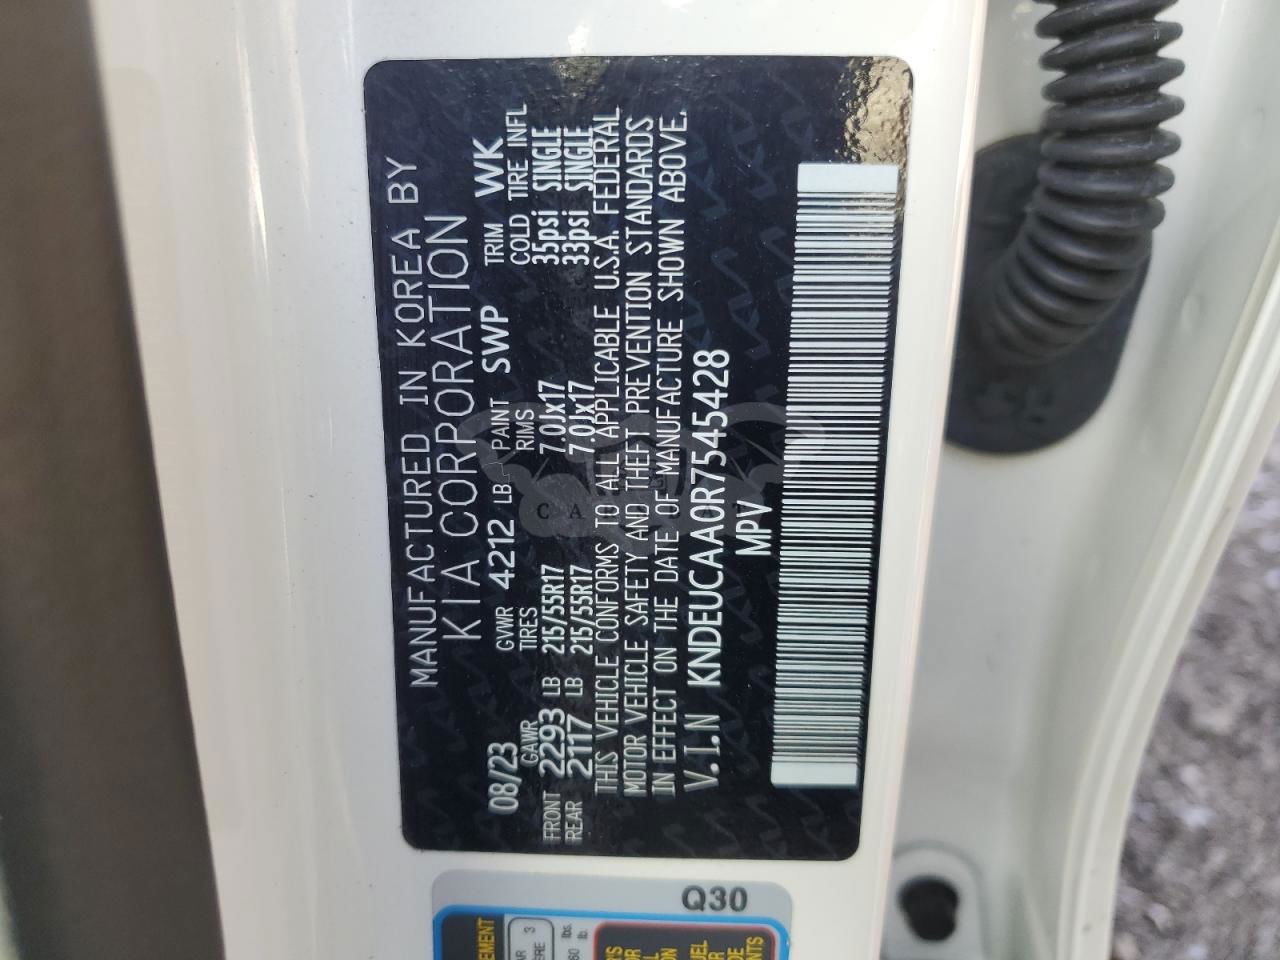 MANUFACTURED IN KOREA BY
KIA CORPORATION
08/23 GVWR 4212 LB PAINT SWP TRIM WK
GAWR TIRES RIMS COLD TIRE INFL
FRONT 2293 LB 215/55R17 7.0Jx17 35psi SINGLE
REAR 2117 LB 215/55R17 7.0Jx17 33psi SINGLE
THIS VEHICLE CONFORMS TO ALL APPLICABLE U.S.A. FEDERAL
MOTOR VEHICLE SAFETY AND THEFT PREVENTION STANDARDS
IN EFFECT ON THE DATE OF MANUFACTURE SHOWN ABOVE.
V.I.N KNDEUCAA0R7545428
MPV
Q30